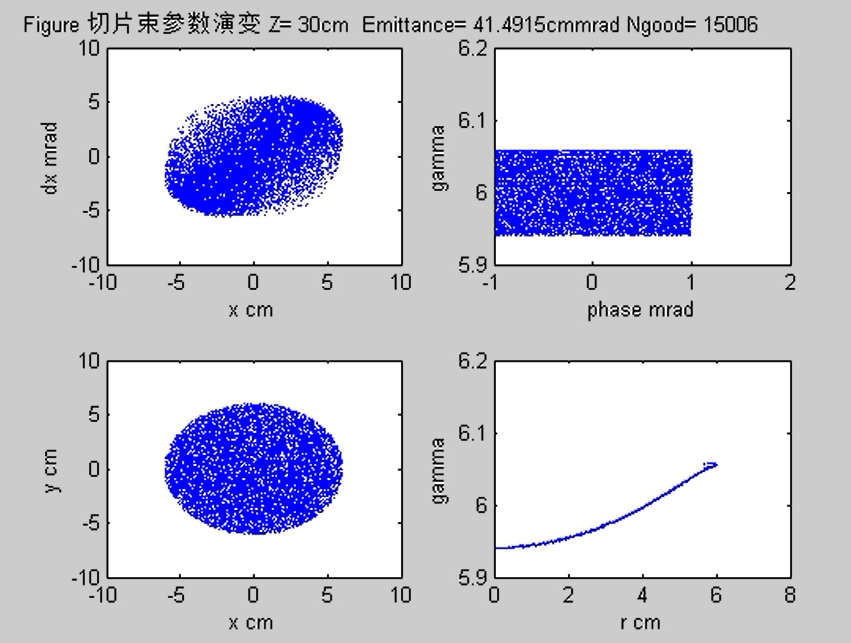 Figure 切片束参数演变 Z= 30cm Emittance= 41.4915cmmrad Ngood= 15006
10
5
0
-5
-10
dx mrad
-10 -5 0 5 10
x cm
6.2
6.1
6
5.9
gamma
-1 0 1 2
phase mrad
10
5
0
-5
-10
y cm
-10 -5 0 5 10
x cm
6.2
6.1
6
5.9
gamma
0 2 4 6 8
r cm